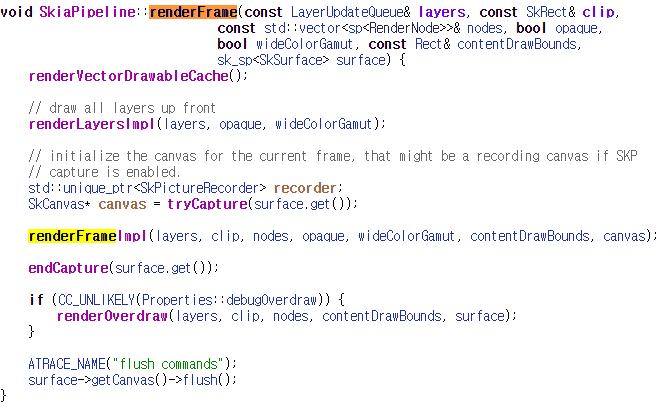 void SkiaPipeline::renderFrame(const LayerUpdateQueue& layers, const SkRect& clip,
const std::vector<sp<RenderNode>>& nodes, bool opaque,
bool wideColorGamut, const Rect& contentDrawBounds,
sk_sp<SkSurface> surface) {
renderVectorDrawableCache();
// draw all layers up front
renderLayersImpl(layers, opaque, wideColorGamut);
// initialize the canvas for the current frame, that might be a recording canvas if SKP
// capture is enabled.
std::unique_ptr<SkPictureRecorder> recorder;
SkCanvas* canvas = tryCapture(surface.get());
renderFrameImpl(layers, clip, nodes, opaque, wideColorGamut, contentDrawBounds, canvas);
endCapture(surface.get());
if (CC_UNLIKELY(Properties::debugOverdraw)) {
renderOverdraw(layers, clip, nodes, contentDrawBounds, surface);
}
ATRACE_NAME("flush commands");
surface->getCanvas()->flush();
}